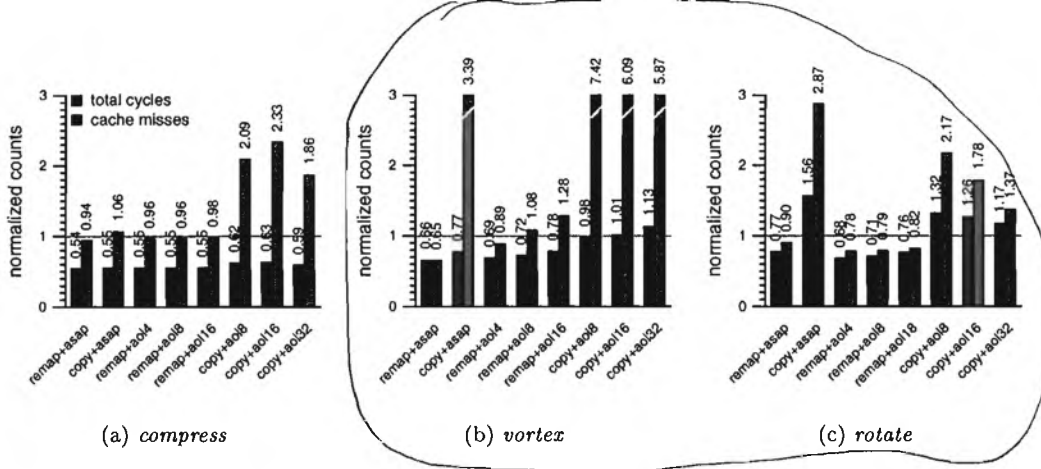 normalized counts
3
2
1
0
total cycles
cache misses
0.54 0.94 0.55 1.06 0.55 0.96 0.55 0.96 0.55 0.98 0.62 2.09 0.63 2.33 0.59 1.86
remap+asap copy+asap remap+aol4 remap+aol8 remap+aol16 copy+aol8 copy+aol16 copy+aol32
(a) compress
normalized counts
3
2
1
0
0.66 0.65 0.77 3.39 0.69 0.89 0.72 1.08 0.78 1.28 0.98 7.42 1.01 6.09 1.13 5.87
remap+asap copy+asap remap+aol4 remap+aol8 remap+aol16 copy+aol8 copy+aol16 copy+aol32
(b) vortex
normalized counts
3
2
1
0
0.77 0.90 1.56 2.87 0.68 0.78 0.71 0.79 0.76 0.82 1.32 2.17 1.26 1.78 1.17 1.37
remap+asap copy+asap remap+aol4 remap+aol8 remap+aol18 copy+aol8 copy+aol16 copy+aol32
(c) rotate